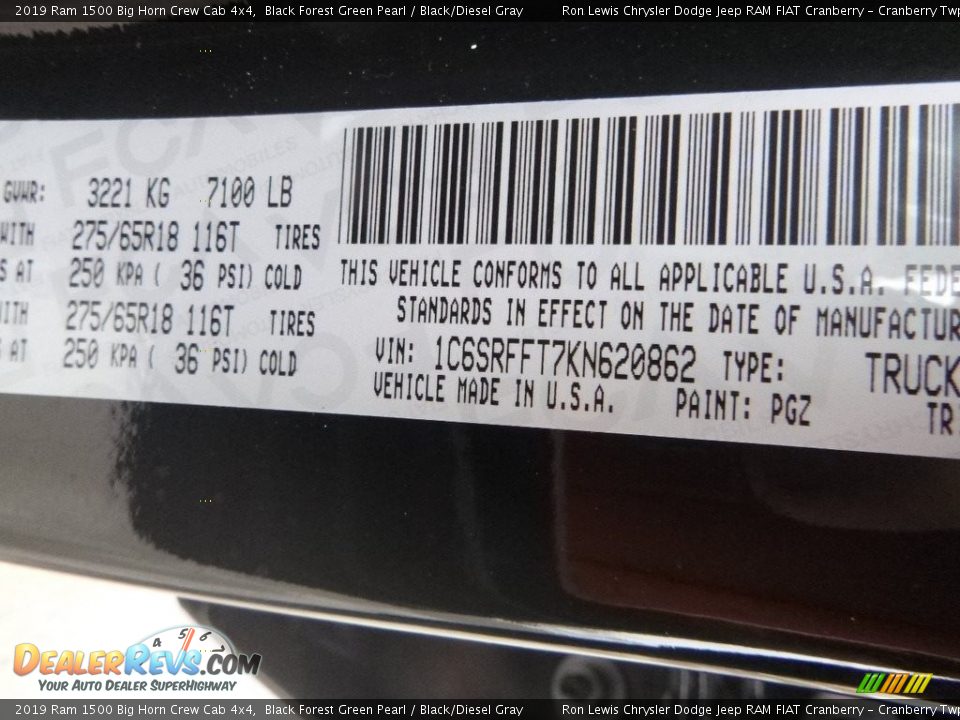 2019 Ram 1500 Big Horn Crew Cab 4x4, Black Forest Green Pearl / Black/Diesel Gray Ron Lewis Chrysler Dodge Jeep RAM FIAT Cranberry – Cranberry Twp
GVWR: 3221 KG 7100 LB
WITH 275/65R18 116T TIRES
S AT 250 KPA ( 36 PSI) COLD
WITH 275/65R18 116T TIRES
AT 250 KPA ( 36 PSI) COLD
THIS VEHICLE CONFORMS TO ALL APPLICABLE U.S.A. FEDE
STANDARDS IN EFFECT ON THE DATE OF MANUFACTUR
VIN: 1C6SRFFT7KN620862 TYPE: TRUCK
VEHICLE MADE IN U.S.A. PAINT: PGZ TR
4 5 6
DEALERREVS.COM
YOUR AUTO DEALER SUPERHIGHWAY
2019 Ram 1500 Big Horn Crew Cab 4x4, Black Forest Green Pearl / Black/Diesel Gray Ron Lewis Chrysler Dodge Jeep RAM FIAT Cranberry – Cranberry Twp